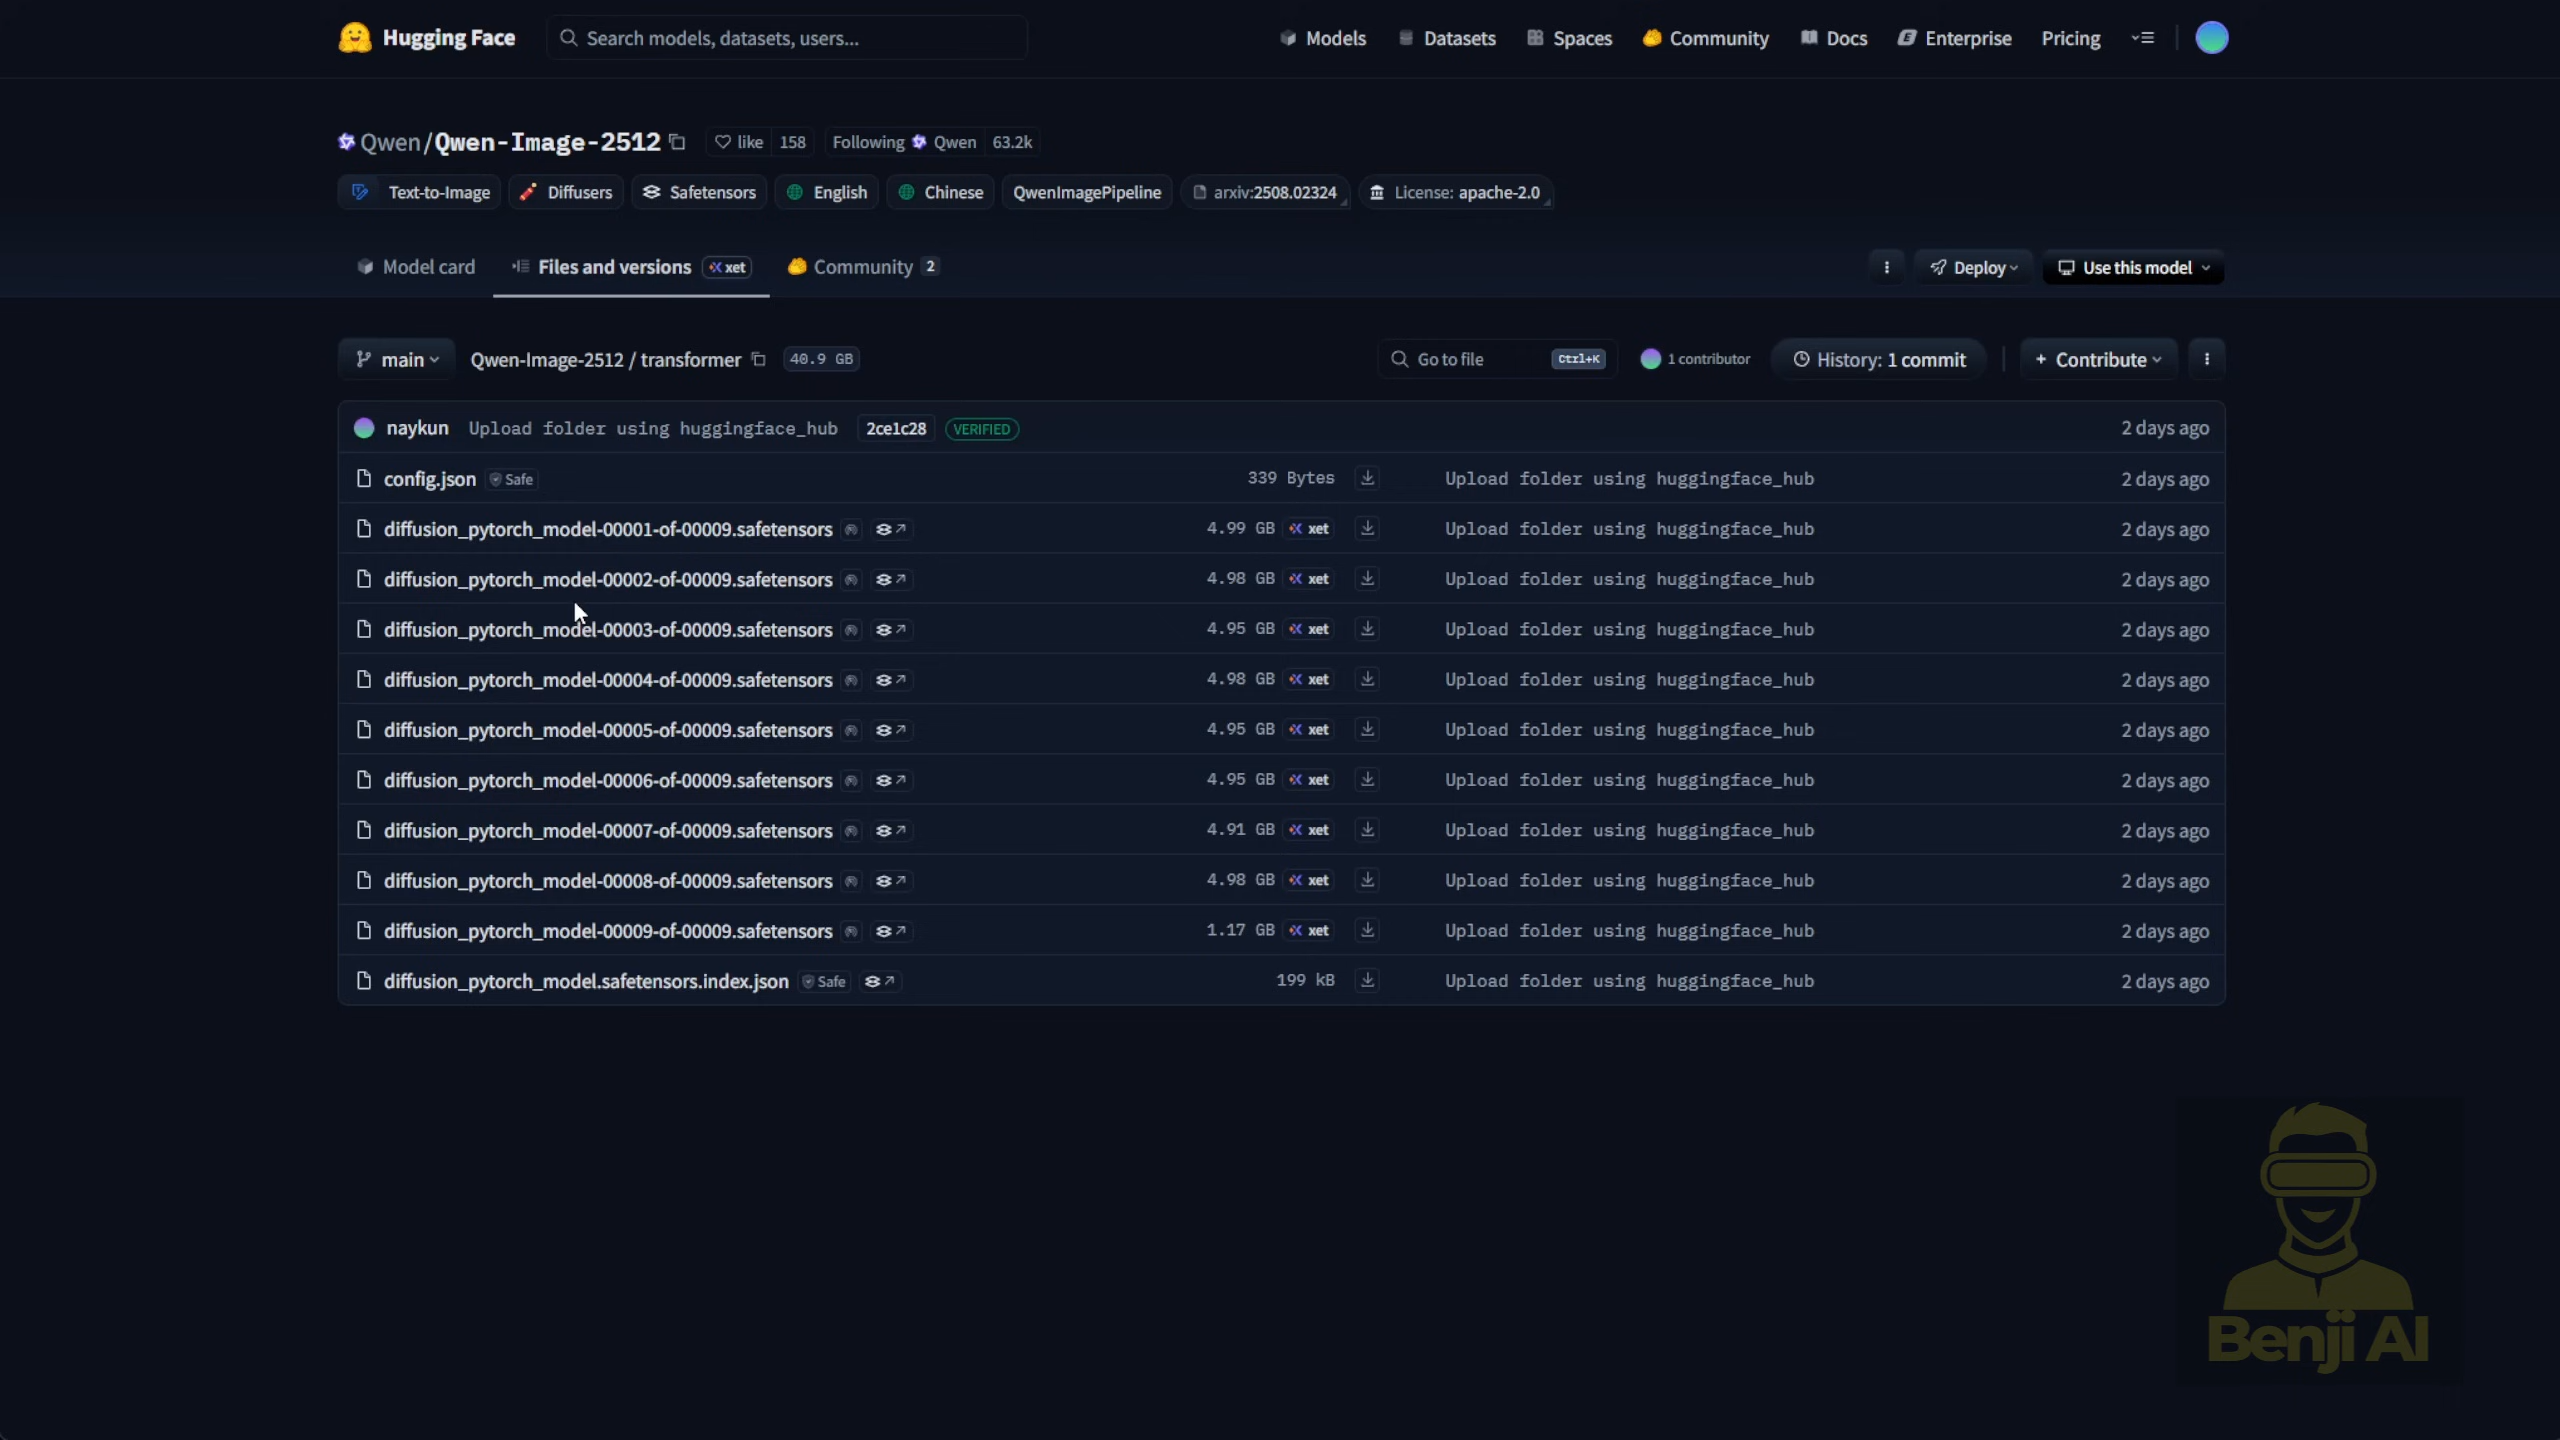 Hugging Face
Search models, datasets, users...
Models
Datasets
Spaces
Community
Docs
Enterprise
Pricing
Qwen/Qwen-Image-2512
like 158
Following Qwen 63.2k
Text-to-Image
Diffusers
Safetensors
English
Chinese
QwenImagePipeline
arxiv:2508.02324
License: apache-2.0
Model card
Files and versions xet
Community 2
Deploy
Use this model
main
Qwen-Image-2512 / transformer 40.9 GB
Go to file Ctrl+K
1 contributor
History: 1 commit
+ Contribute
naykun Upload folder using huggingface_hub 2ce1c28 VERIFIED 2 days ago
config.json Safe 339 Bytes Upload folder using huggingface_hub 2 days ago
diffusion_pytorch_model-00001-of-00009.safetensors 4.99 GB xet Upload folder using huggingface_hub 2 days ago
diffusion_pytorch_model-00002-of-00009.safetensors 4.98 GB xet Upload folder using huggingface_hub 2 days ago
diffusion_pytorch_model-00003-of-00009.safetensors 4.95 GB xet Upload folder using huggingface_hub 2 days ago
diffusion_pytorch_model-00004-of-00009.safetensors 4.98 GB xet Upload folder using huggingface_hub 2 days ago
diffusion_pytorch_model-00005-of-00009.safetensors 4.95 GB xet Upload folder using huggingface_hub 2 days ago
diffusion_pytorch_model-00006-of-00009.safetensors 4.95 GB xet Upload folder using huggingface_hub 2 days ago
diffusion_pytorch_model-00007-of-00009.safetensors 4.91 GB xet Upload folder using huggingface_hub 2 days ago
diffusion_pytorch_model-00008-of-00009.safetensors 4.98 GB xet Upload folder using huggingface_hub 2 days ago
diffusion_pytorch_model-00009-of-00009.safetensors 1.17 GB xet Upload folder using huggingface_hub 2 days ago
diffusion_pytorch_model.safetensors.index.json Safe 199 kB Upload folder using huggingface_hub 2 days ago
Benji AI